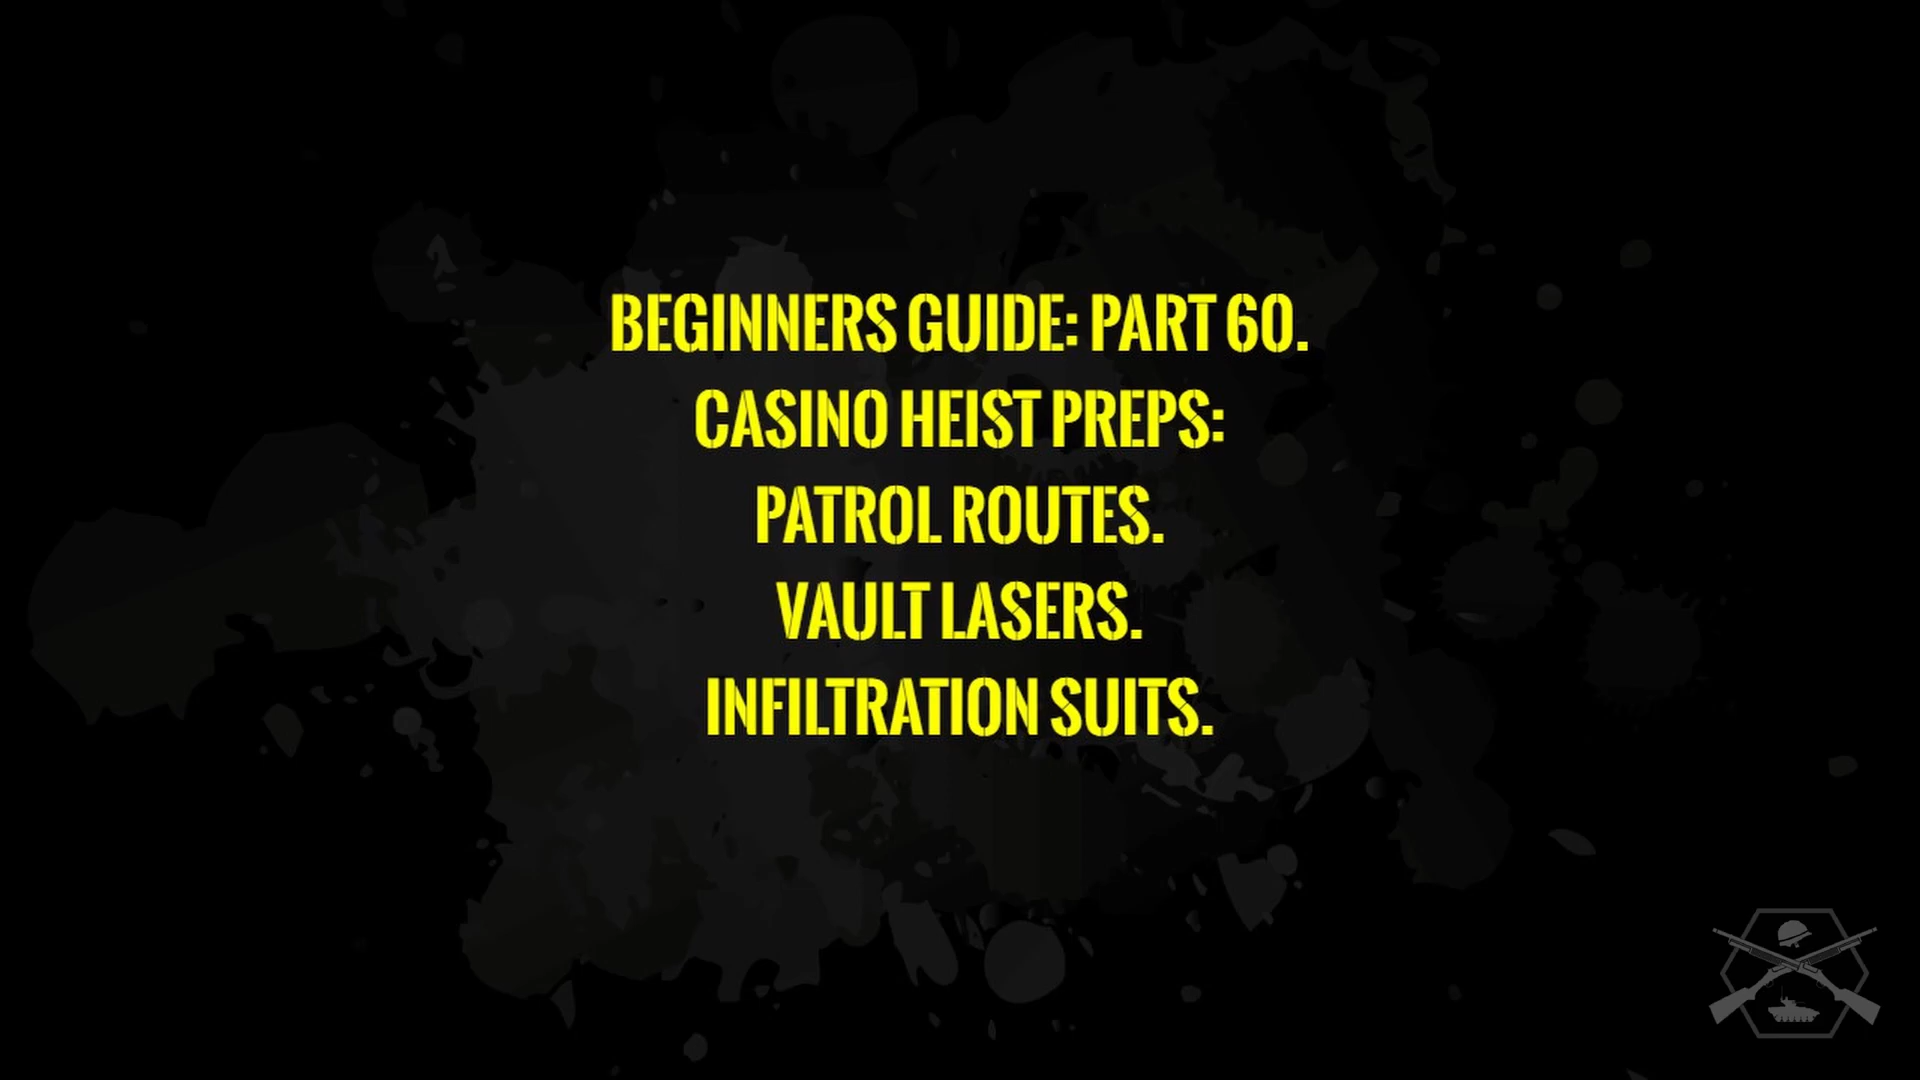 BEGINNERS GUIDE: PART 60.
CASINO HEIST PREPS:
PATROL ROUTES.
VAULT LASERS.
INFILTRATION SUITS.